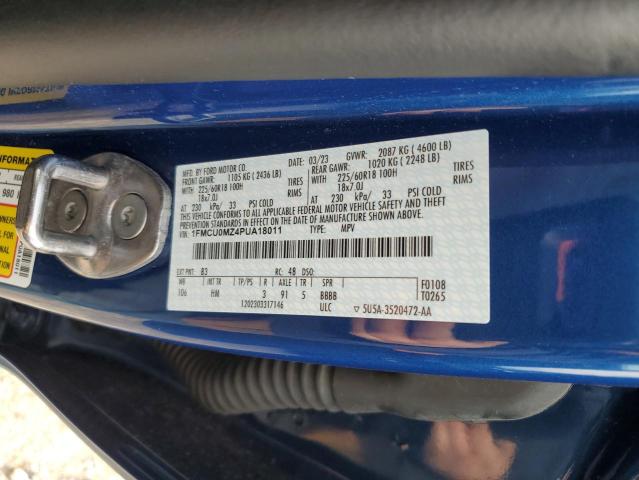 MFD. BY FORD MOTOR CO.
03/23 GVWR: 2087 KG ( 4600 LB)
FRONT GAWR: 1105 KG ( 2436 LB)
REAR GAWR: 1020 KG ( 2248 LB)
WITH 225/60R18 100H TIRES
18x7.0J RIMS
AT 230 kPa/ 33 PSI COLD
WITH 225/60R18 100H TIRES
18x7.0J RIMS
AT 230 kPa/ 33 PSI COLD
THIS VEHICLE CONFORMS TO ALL APPLICABLE FEDERAL MOTOR VEHICLE SAFETY AND THEFT
PREVENTION STANDARDS IN EFFECT ON THE DATE OF MANUFACTURE SHOWN ABOVE.
VIN: 1FMCU0MZ4PUA18011 TYPE: MPV
EXT PNT: B3 RC: 48 DSO:
WB INT TR TP/PS R AXLE TR SPR F0108
106 HM 3 91 5 BBBB T0265
1202303317146 ULC 5U5A-3520472-AA
INFORMATION
980
OWNERS